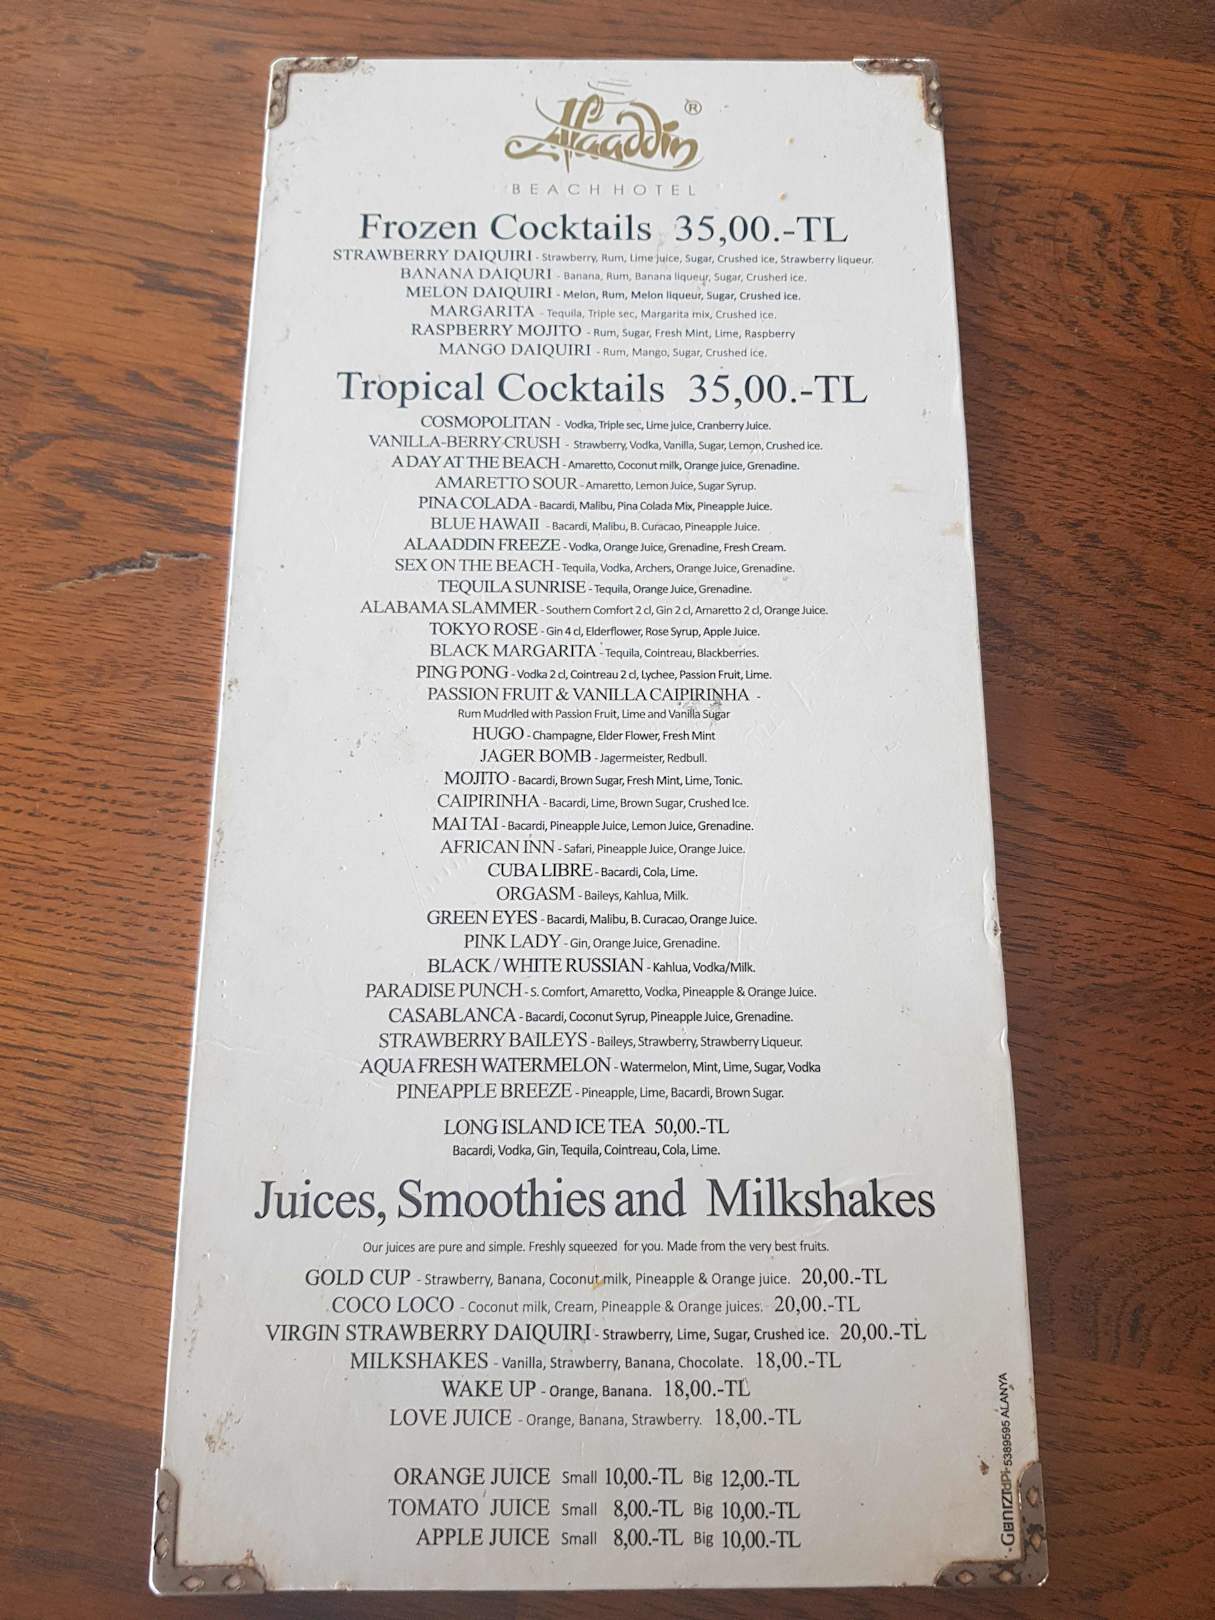 Alaaddin ®
BEACH HOTEL
Frozen Cocktails 35,00.-TL
STRAWBERRY DAIQUIRI - Strawberry, Rum, Lime juice, Sugar, Crushed ice, Strawberry liqueur.
BANANA DAIQURI - Banana, Rum, Banana liqueur, Sugar, Crushed ice.
MELON DAIQUIRI - Melon, Rum, Melon liqueur, Sugar, Crushed ice.
MARGARITA - Tequila, Triple sec, Margarita mix, Crushed ice.
RASPBERRY MOJITO - Rum, Sugar, Fresh Mint, Lime, Raspberry
MANGO DAIQUIRI - Rum, Mango, Sugar, Crushed ice.
Tropical Cocktails 35,00.-TL
COSMOPOLITAN - Vodka, Triple sec, Lime juice, Cranberry Juice.
VANILLA-BERRY CRUSH - Strawberry, Vodka, Vanilla, Sugar, Lemon, Crushed ice.
A DAY AT THE BEACH - Amaretto, Coconut milk, Orange juice, Grenadine.
AMARETTO SOUR - Amaretto, Lemon Juice, Sugar Syrup.
PINA COLADA - Bacardi, Malibu, Pina Colada Mix, Pineapple Juice.
BLUE HAWAII - Bacardi, Malibu, B. Curacao, Pineapple Juice.
ALAADDIN FREEZE - Vodka, Orange Juice, Grenadine, Fresh Cream.
SEX ON THE BEACH - Tequila, Vodka, Archers, Orange Juice, Grenadine.
TEQUILA SUNRISE - Tequila, Orange Juice, Grenadine.
ALABAMA SLAMMER - Southern Comfort 2 cl, Gin 2 cl, Amaretto 2 cl, Orange Juice.
TOKYO ROSE - Gin 4 cl, Elderflower, Rose Syrup, Apple Juice.
BLACK MARGARITA - Tequila, Cointreau, Blackberries.
PING PONG - Vodka 2 cl, Cointreau 2 cl, Lychee, Passion Fruit, Lime.
PASSION FRUIT & VANILLA CAIPIRINHA -
Rum Muddled with Passion Fruit, Lime and Vanilla Sugar
HUGO - Champagne, Elder Flower, Fresh Mint
JAGER BOMB - Jagermeister, Redbull.
MOJITO - Bacardi, Brown Sugar, Fresh Mint, Lime, Tonic.
CAIPIRINHA - Bacardi, Lime, Brown Sugar, Crushed Ice.
MAI TAI - Bacardi, Pineapple Juice, Lemon Juice, Grenadine.
AFRICAN INN - Safari, Pineapple Juice, Orange Juice.
CUBA LIBRE - Bacardi, Cola, Lime.
ORGASM - Baileys, Kahlua, Milk.
GREEN EYES - Bacardi, Malibu, B. Curacao, Orange Juice.
PINK LADY - Gin, Orange Juice, Grenadine.
BLACK / WHITE RUSSIAN - Kahlua, Vodka/Milk.
PARADISE PUNCH - S. Comfort, Amaretto, Vodka, Pineapple & Orange Juice.
CASABLANCA - Bacardi, Coconut Syrup, Pineapple Juice, Grenadine.
STRAWBERRY BAILEYS - Baileys, Strawberry, Strawberry Liqueur.
AQUA FRESH WATERMELON - Watermelon, Mint, Lime, Sugar, Vodka
PINEAPPLE BREEZE - Pineapple, Lime, Bacardi, Brown Sugar.
LONG ISLAND ICE TEA 50,00.-TL
Bacardi, Vodka, Gin, Tequila, Cointreau, Cola, Lime.
Juices, Smoothies and Milkshakes
Our juices are pure and simple. Freshly squeezed for you. Made from the very best fruits.
GOLD CUP - Strawberry, Banana, Coconut milk, Pineapple & Orange juice. 20,00.-TL
COCO LOCO - Coconut milk, Cream, Pineapple & Orange juices. 20,00.-TL
VIRGIN STRAWBERRY DAIQUIRI - Strawberry, Lime, Sugar, Crushed ice. 20,00.-TL
MILKSHAKES - Vanilla, Strawberry, Banana, Chocolate. 18,00.-TL
WAKE UP - Orange, Banana. 18,00.-TL
LOVE JUICE - Orange, Banana, Strawberry. 18,00.-TL
ORANGE JUICE Small 10,00.-TL Big 12,00.-TL
TOMATO JUICE Small 8,00.-TL Big 10,00.-TL
APPLE JUICE Small 8,00.-TL Big 10,00.-TL
5389595 ALANYA